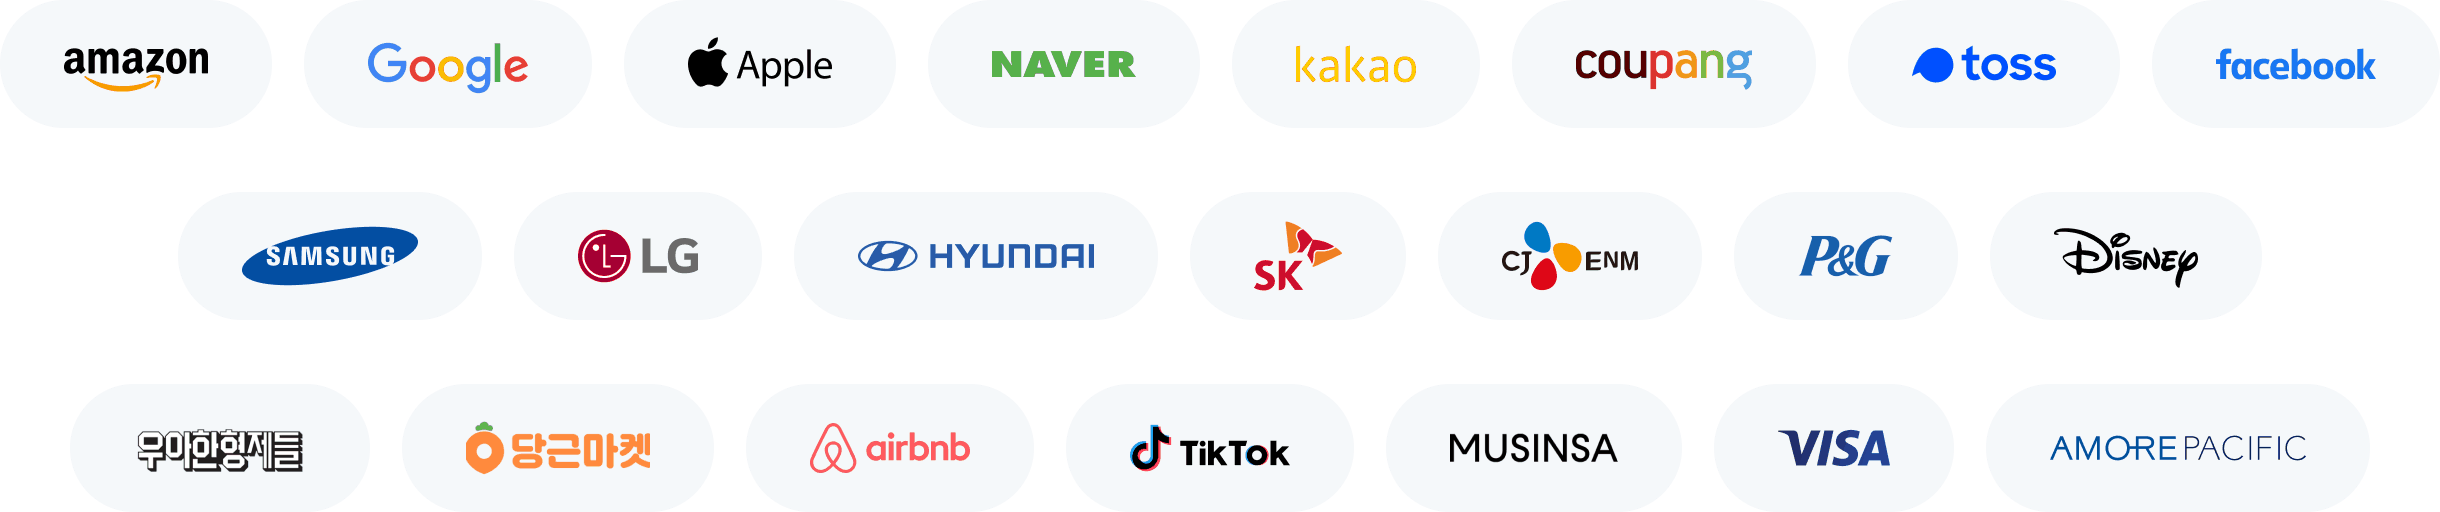 amazon Google Apple NAVER kakao coupang toss facebook
SAMSUNG LG HYUNDAI SK CJ ENM P&G Disney
우아한형제들 당근마켓 airbnb TikTok MUSINSA VISA AMOREPACIFIC